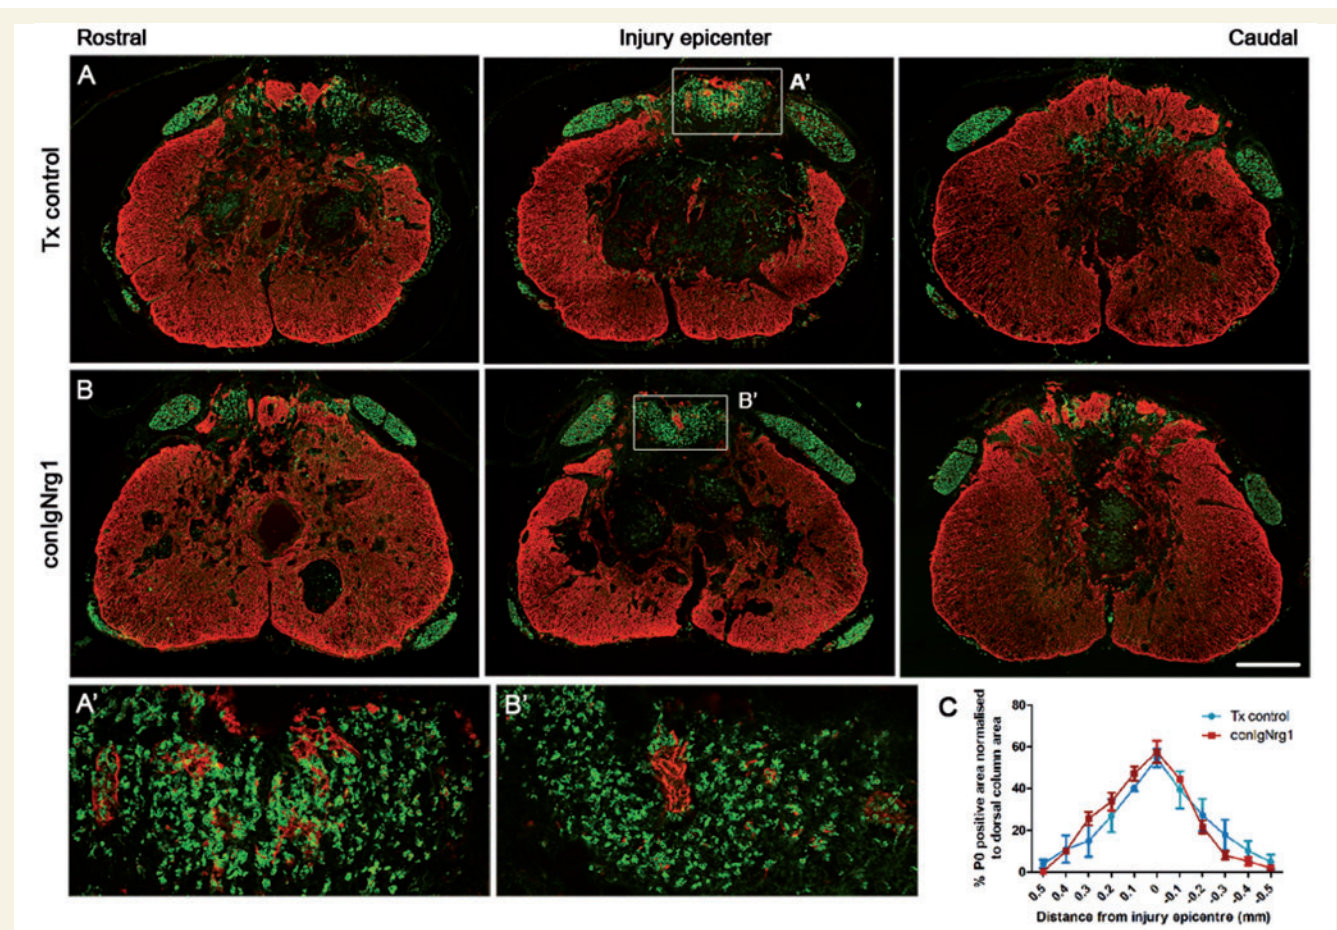 Rostral
Injury epicenter
Caudal
A
A'
Tx control
B
B'
conIgNrg1
A'
B'
C
% P0 positive area normalised
to dorsal column area
80
60
40
20
0
Tx control
conIgNrg1
0.5 0.4 0.3 0.2 0.1 0 -0.1 -0.2 -0.3 -0.4 -0.5
Distance from injury epicentre (mm)